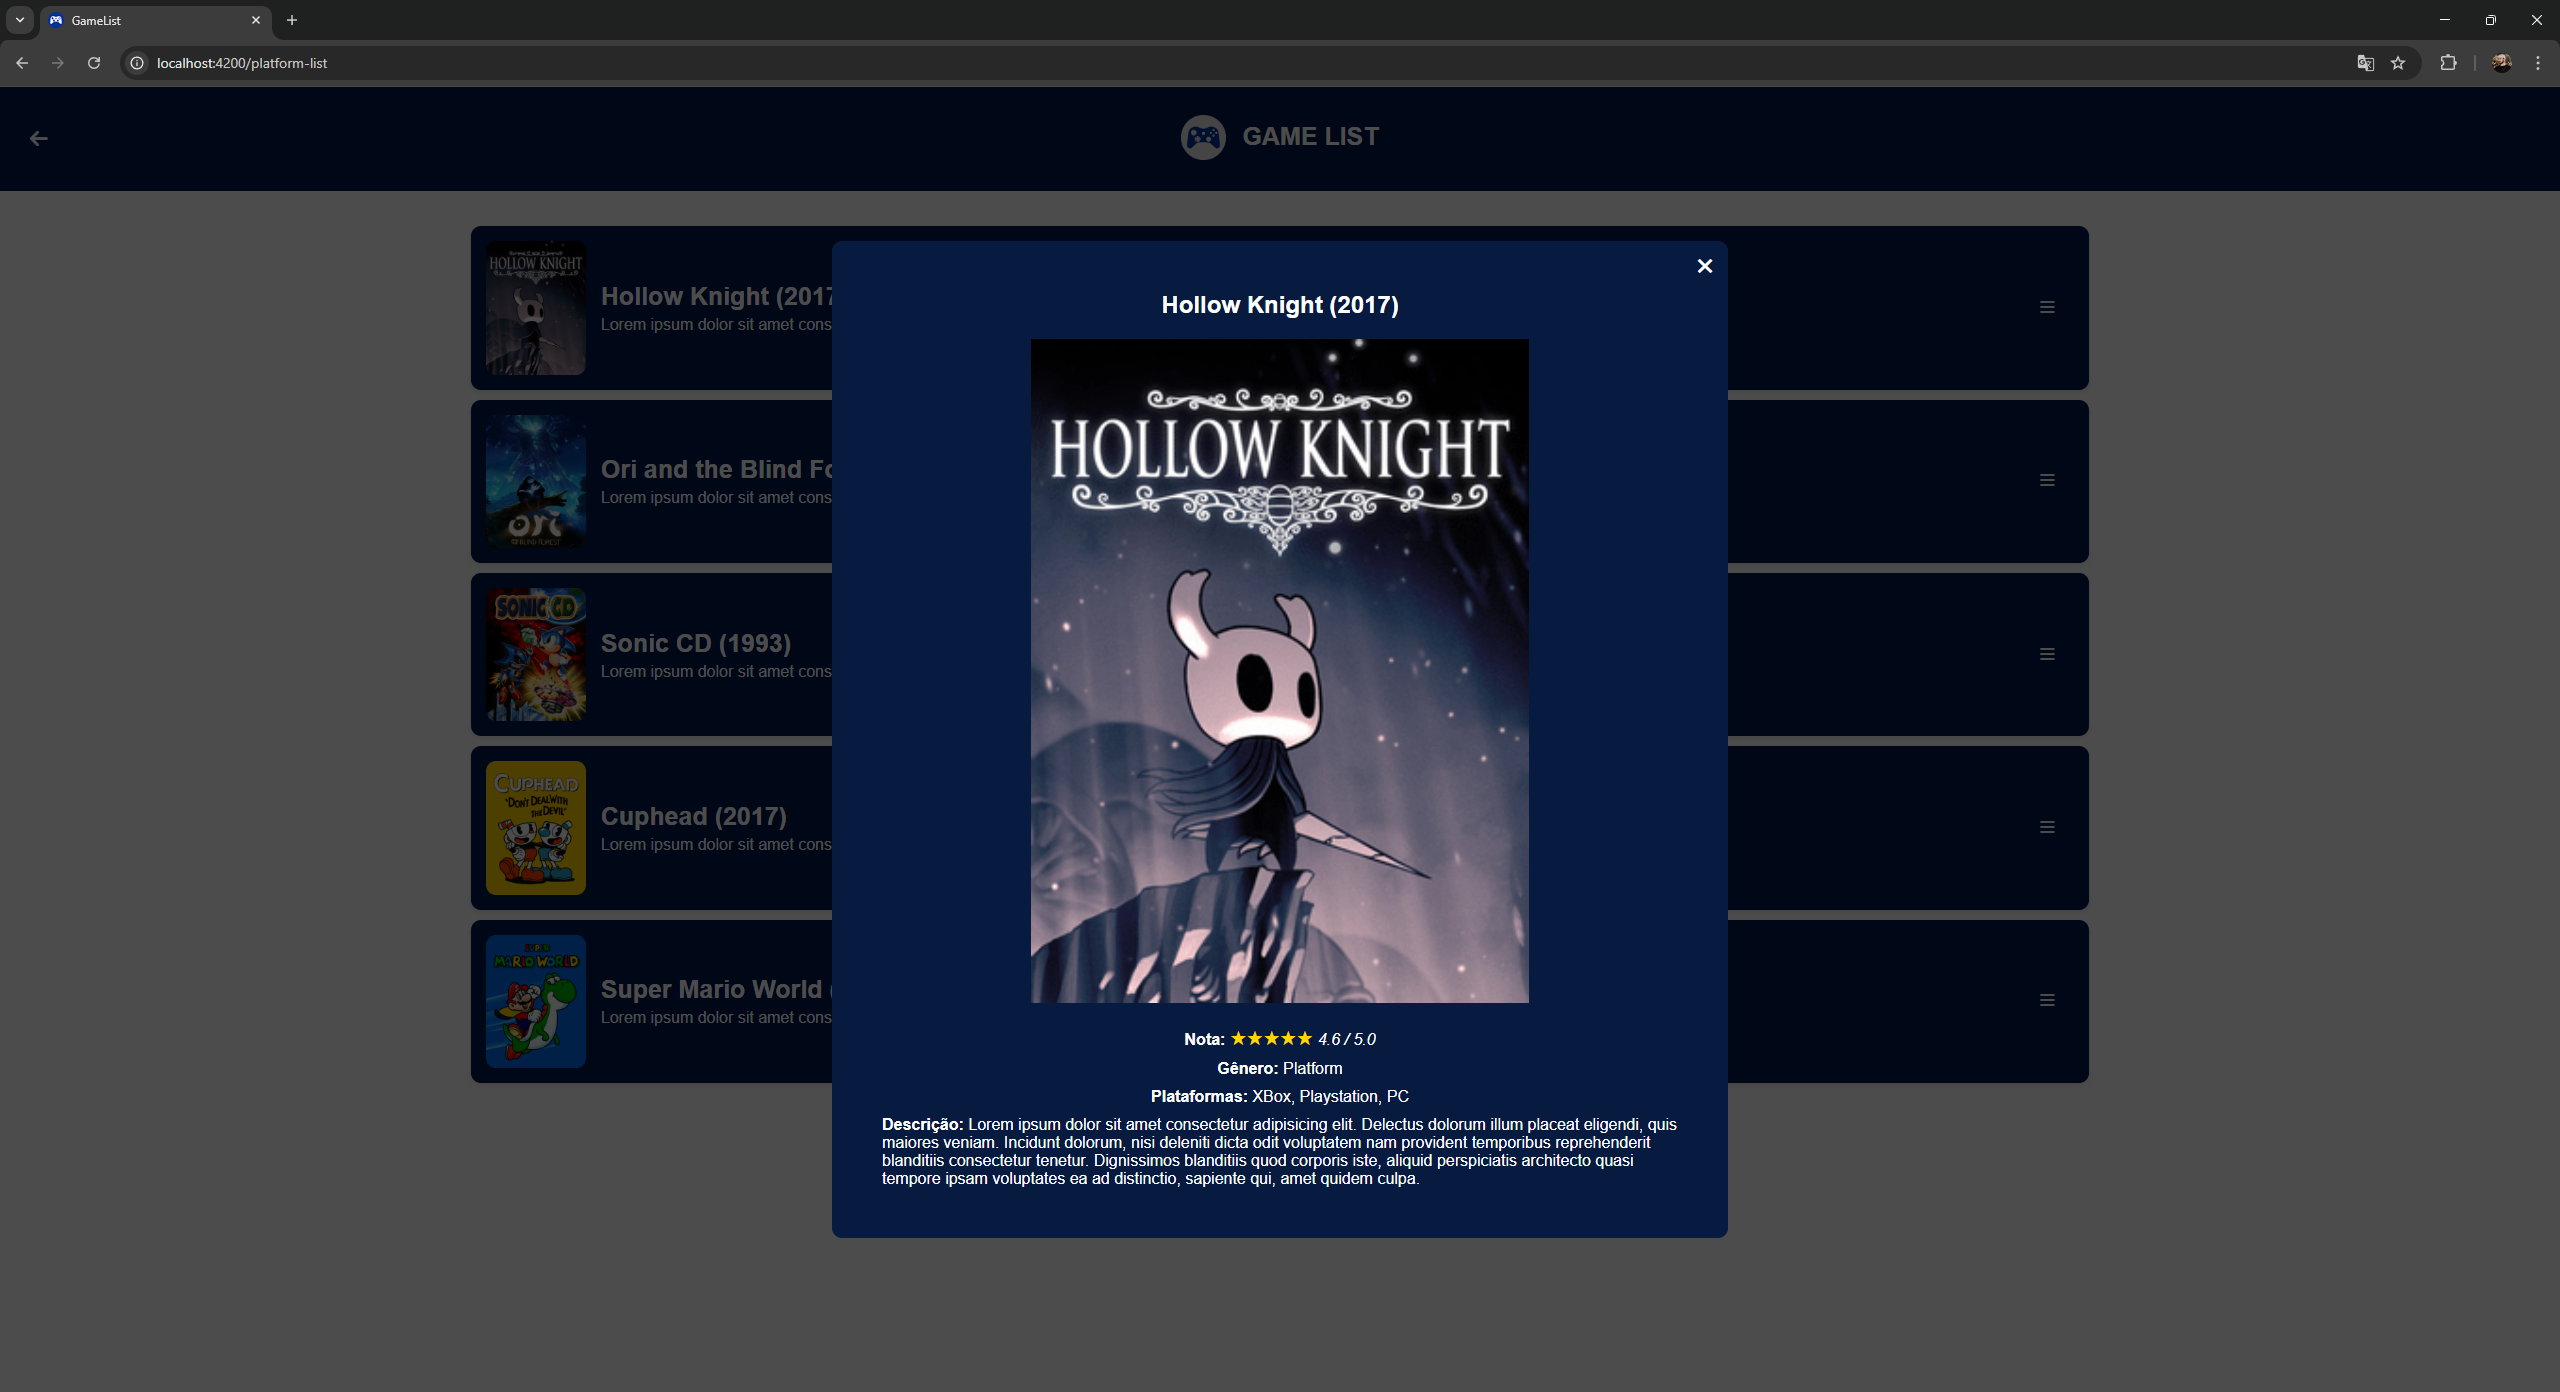 GameList
localhost:4200/platform-list
GAME LIST
HOLLOW KNIGHT
Hollow Knight (2017
Lorem ipsum dolor sit amet cons
ori
AND THE BLIND FOREST
Ori and the Blind Fo
Lorem ipsum dolor sit amet cons
SONIC CD
Sonic CD (1993)
Lorem ipsum dolor sit amet cons
CUPHEAD
"DON'T DEAL WITH
THE DEVIL"
Cuphead (2017)
Lorem ipsum dolor sit amet cons
SUPER
MARIO WORLD
Super Mario World (
Lorem ipsum dolor sit amet cons
Hollow Knight (2017)
HOLLOW KNIGHT
Nota: ★★★★★ 4.6 / 5.0
Gênero: Platform
Plataformas: XBox, Playstation, PC
Descrição: Lorem ipsum dolor sit amet consectetur adipisicing elit. Delectus dolorum illum placeat eligendi, quis
maiores veniam. Incidunt dolorum, nisi deleniti dicta odit voluptatem nam provident temporibus reprehenderit
blanditiis consectetur tenetur. Dignissimos blanditiis quod corporis iste, aliquid perspiciatis architecto quasi
tempore ipsam voluptates ea ad distinctio, sapiente qui, amet quidem culpa.